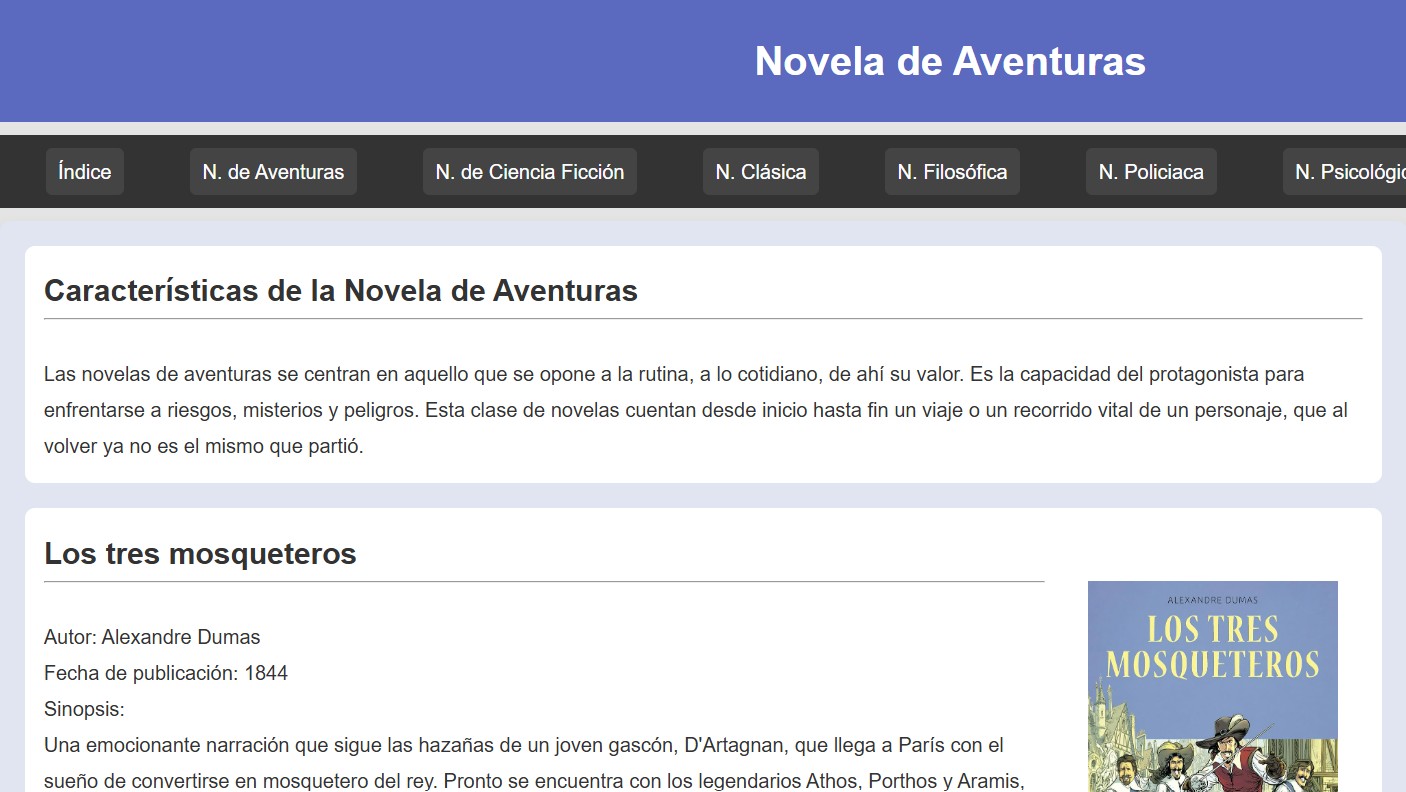 Novela de Aventuras
Índice
N. de Aventuras
N. de Ciencia Ficción
N. Clásica
N. Filosófica
N. Policiaca
N. Psicológic
Características de la Novela de Aventuras
Las novelas de aventuras se centran en aquello que se opone a la rutina, a lo cotidiano, de ahí su valor. Es la capacidad del protagonista para
enfrentarse a riesgos, misterios y peligros. Esta clase de novelas cuentan desde inicio hasta fin un viaje o un recorrido vital de un personaje, que al
volver ya no es el mismo que partió.
Los tres mosqueteros
Autor: Alexandre Dumas
Fecha de publicación: 1844
Sinopsis:
Una emocionante narración que sigue las hazañas de un joven gascón, D'Artagnan, que llega a París con el
sueño de convertirse en mosquetero del rey. Pronto se encuentra con los legendarios Athos, Porthos y Aramis,
ALEXANDRE DUMAS
LOS TRES
MOSQUETEROS